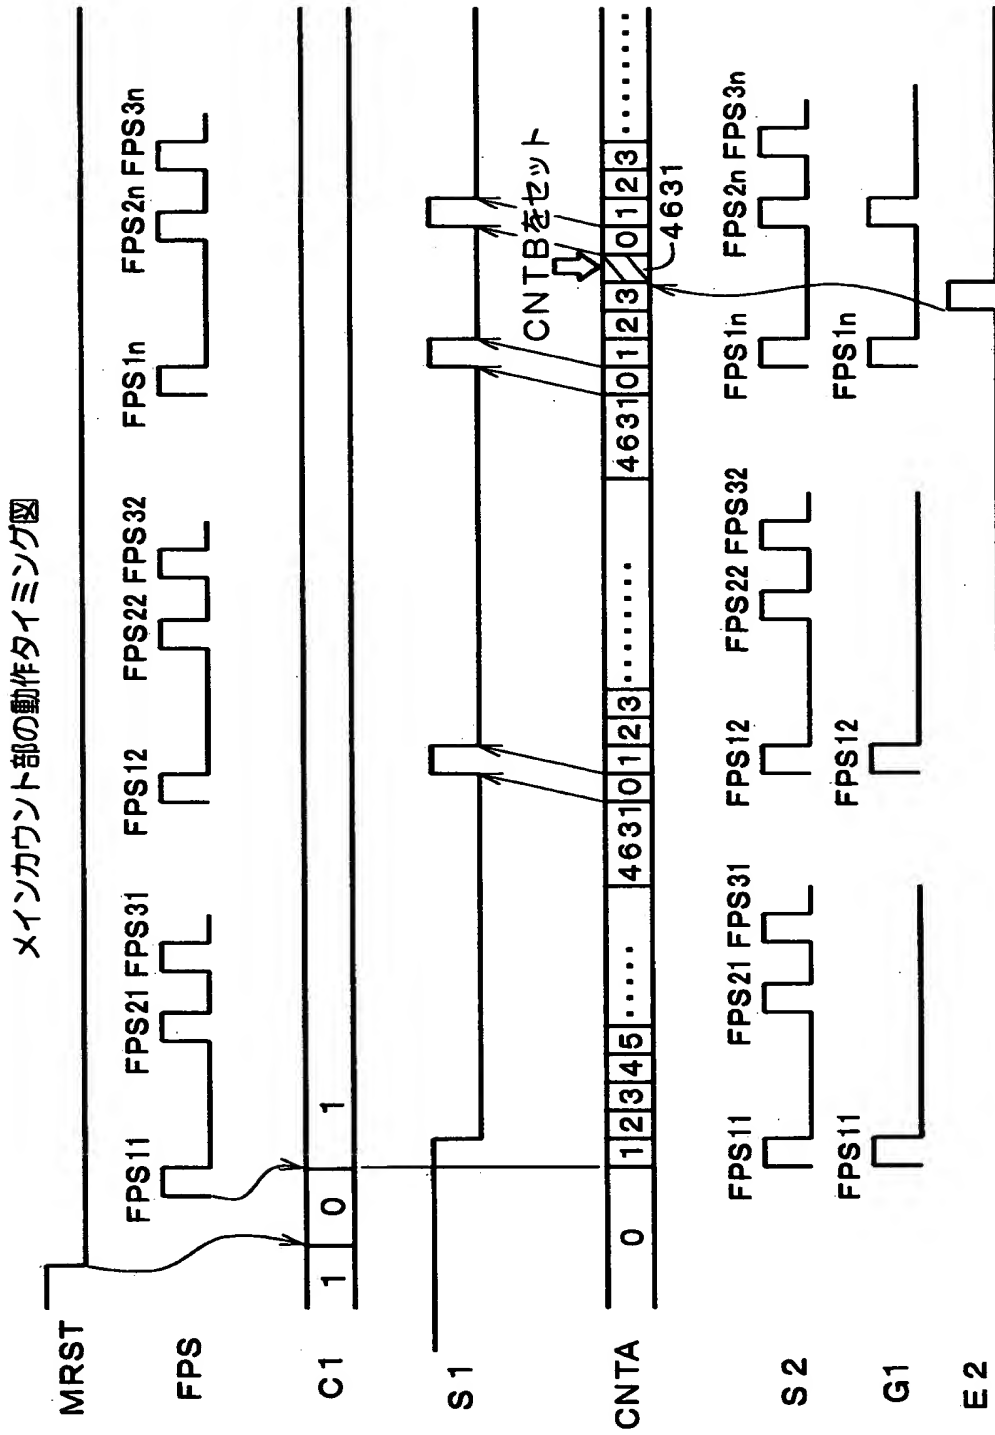 メインカウント部の動作タイミング図
MRST
FPS
FPS11 FPS21 FPS31 FPS12 FPS22 FPS32 FPS1n FPS2n FPS3n
C1
1 0 1
S1
CNTBをセット
CNTA
0 1 2 3 4 5 ..... 4631 0 1 2 3 ........ 4631 0 1 2 3 0 1 2 3 ........
4631
S2
FPS11 FPS21 FPS31 FPS12 FPS22 FPS32 FPS1n FPS2n FPS3n
G1
FPS11 FPS12 FPS1n
E2